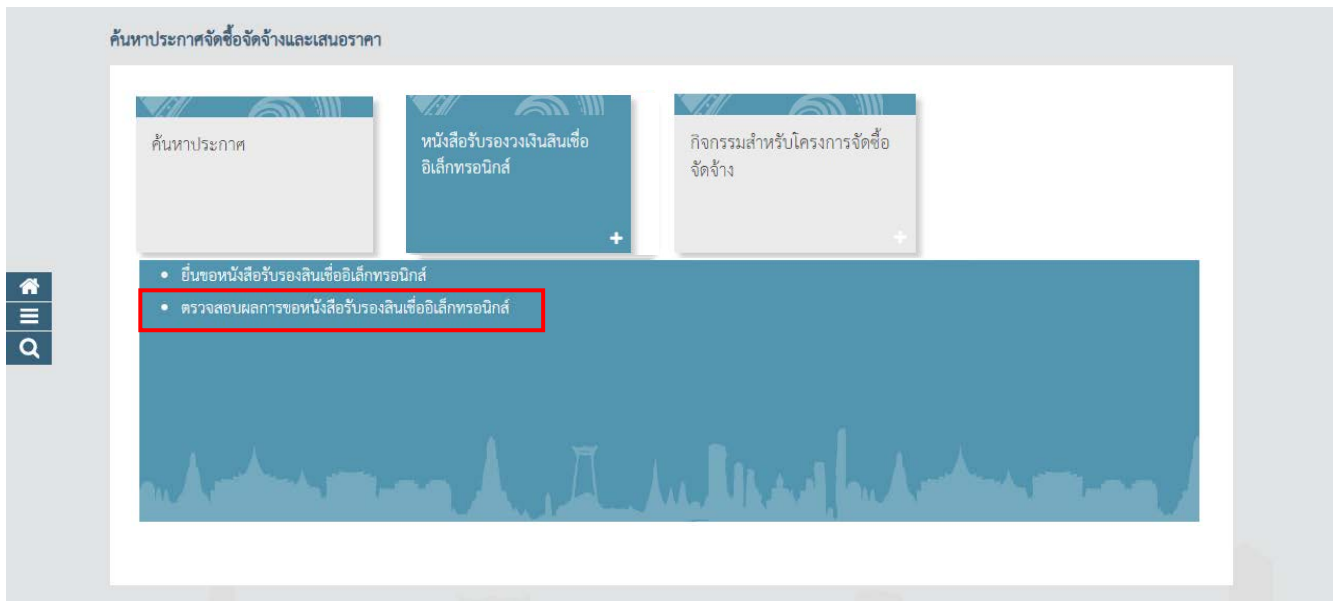 ค้นหาประกาศจัดซื้อจัดจ้างและเสนอราคา
ค้นหาประกาศ
หนังสือรับรองวงเงินสินเชื่อ
อิเล็กทรอนิกส์
กิจกรรมสำหรับโครงการจัดซื้อ
จัดจ้าง
+
+
• ยื่นขอหนังสือรับรองสินเชื่ออิเล็กทรอนิกส์
• ตรวจสอบผลการขอหนังสือรับรองสินเชื่ออิเล็กทรอนิกส์